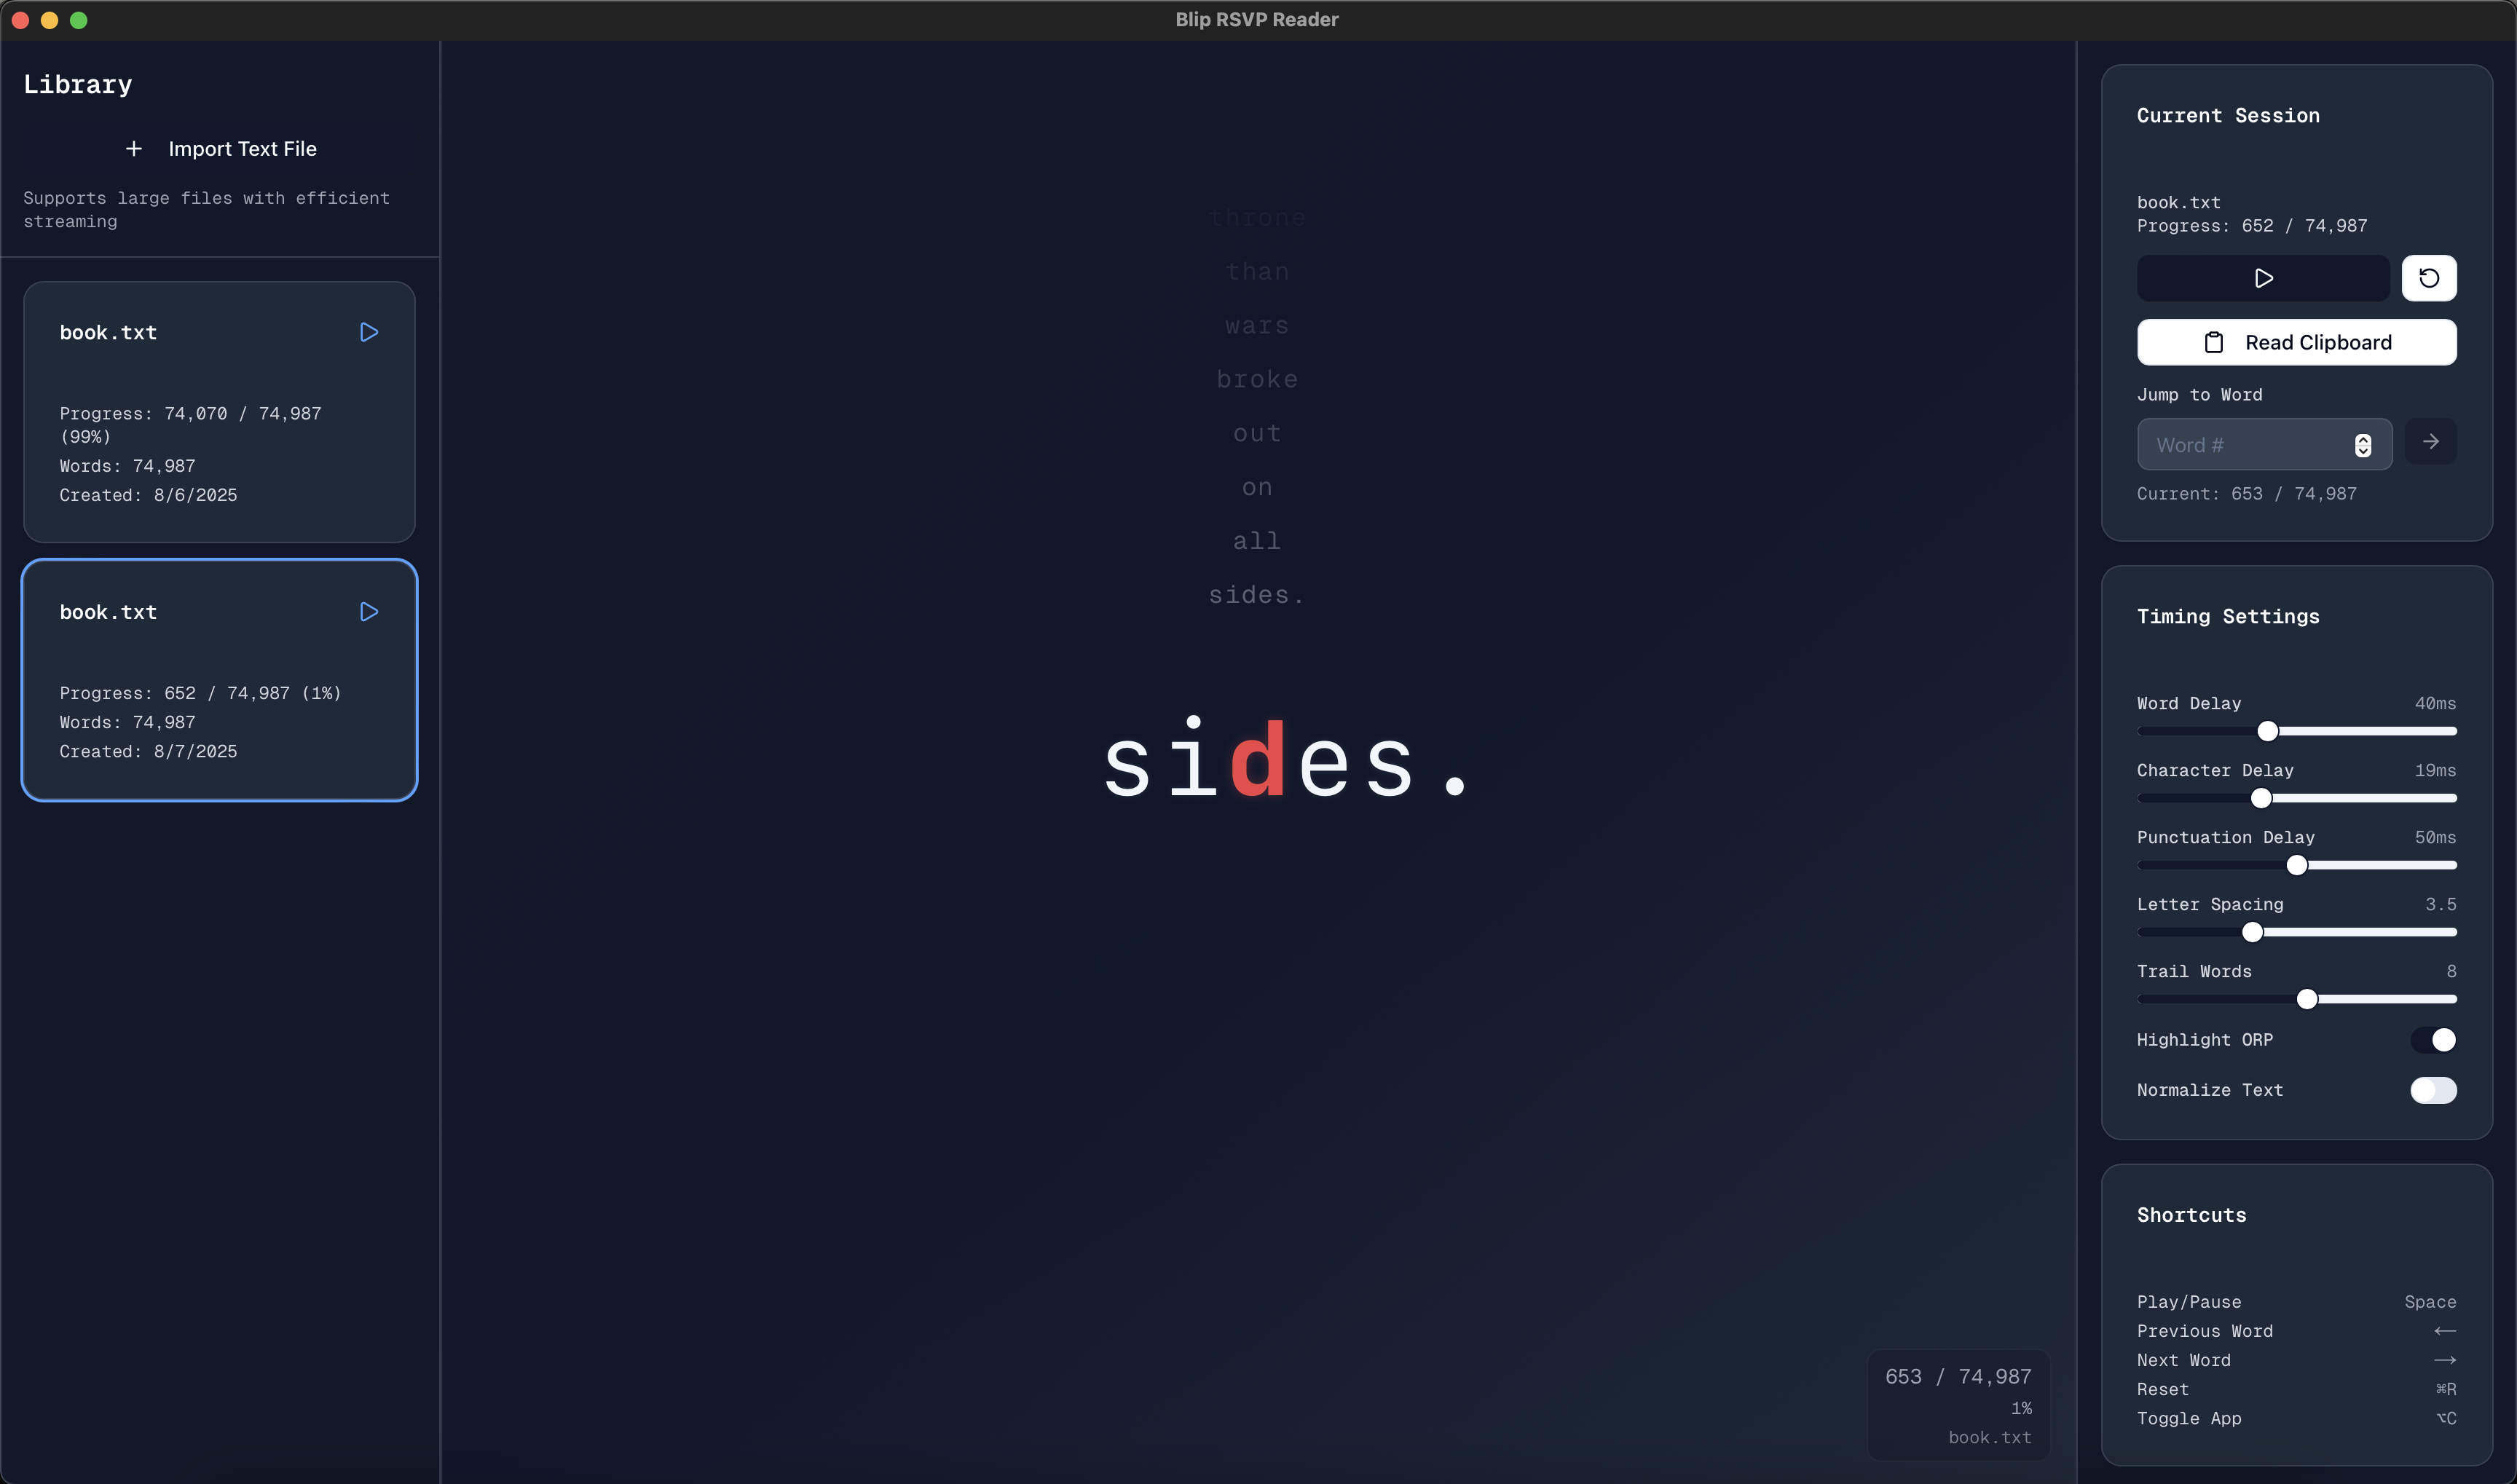 Blip RSVP Reader
Library
+ Import Text File
Supports large files with efficient
streaming
book.txt
Progress: 74,070 / 74,987
(99%)
Words: 74,987
Created: 8/6/2025
book.txt
Progress: 652 / 74,987 (1%)
Words: 74,987
Created: 8/7/2025
throne
than
wars
broke
out
on
all
sides.
sides.
653 / 74,987
1%
book.txt
Current Session
book.txt
Progress: 652 / 74,987
Read Clipboard
Jump to Word
Word #
Current: 653 / 74,987
Timing Settings
Word Delay 40ms
Character Delay 19ms
Punctuation Delay 50ms
Letter Spacing 3.5
Trail Words 8
Highlight ORP
Normalize Text
Shortcuts
Play/Pause Space
Previous Word ←
Next Word →
Reset ⌘R
Toggle App ⌥C